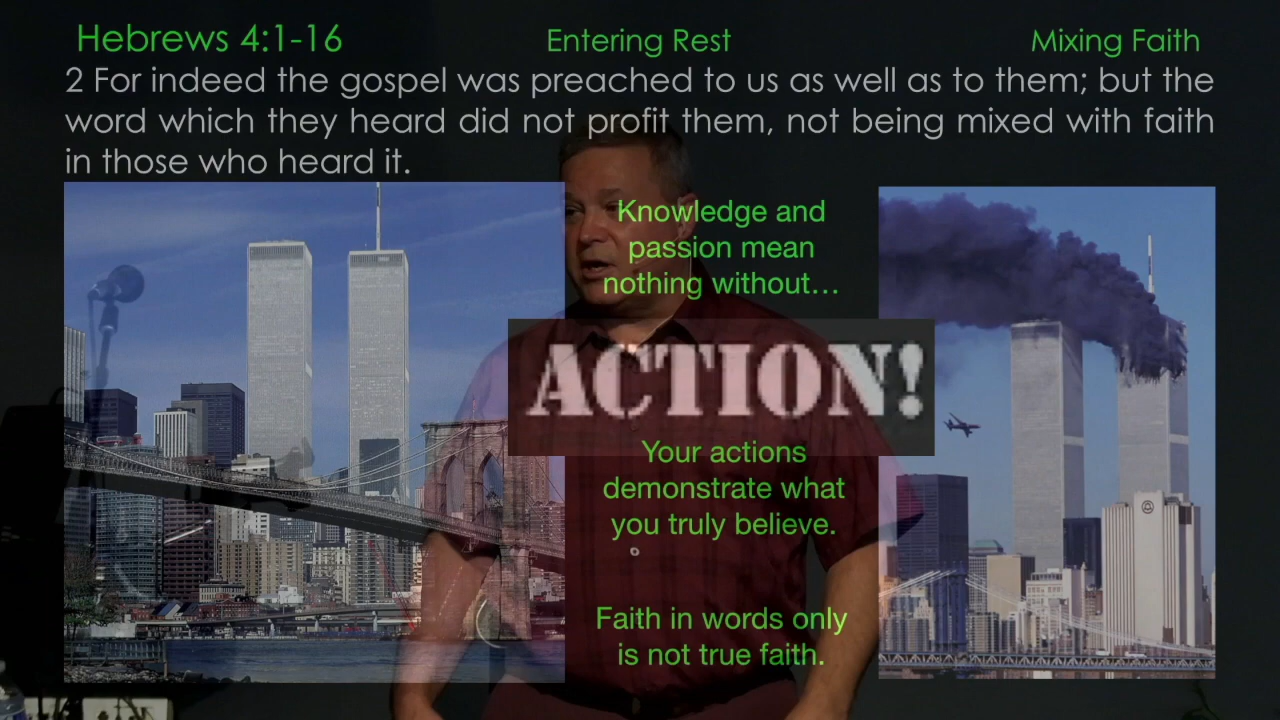 Hebrews 4:1-16 Entering Rest Mixing Faith
2 For indeed the gospel was preached to us as well as to them; but the
word which they heard did not profit them, not being mixed with faith
in those who heard it.
Knowledge and
passion mean
nothing without…
ACTION!
Your actions
demonstrate what
you truly believe.
Faith in words only
is not true faith.